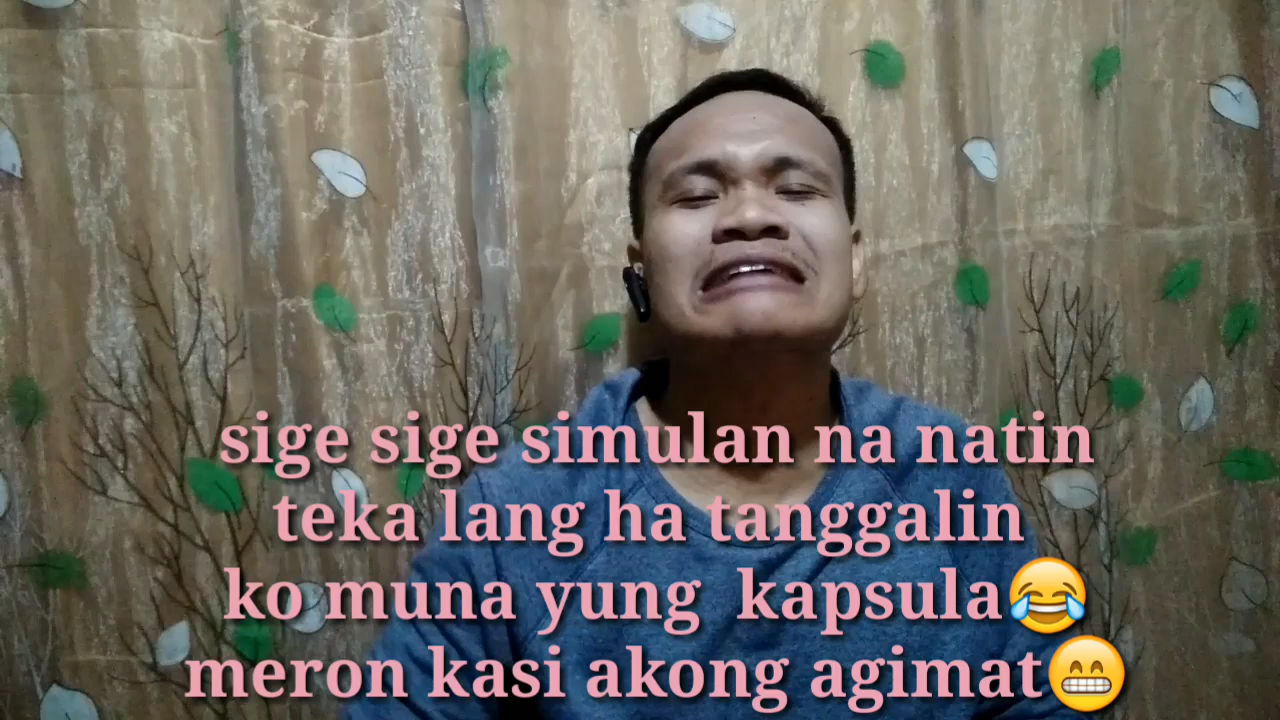 sige sige simulan na natin
teka lang ha tanggalin
ko muna yung kapsula😂
meron kasi akong agimat😁